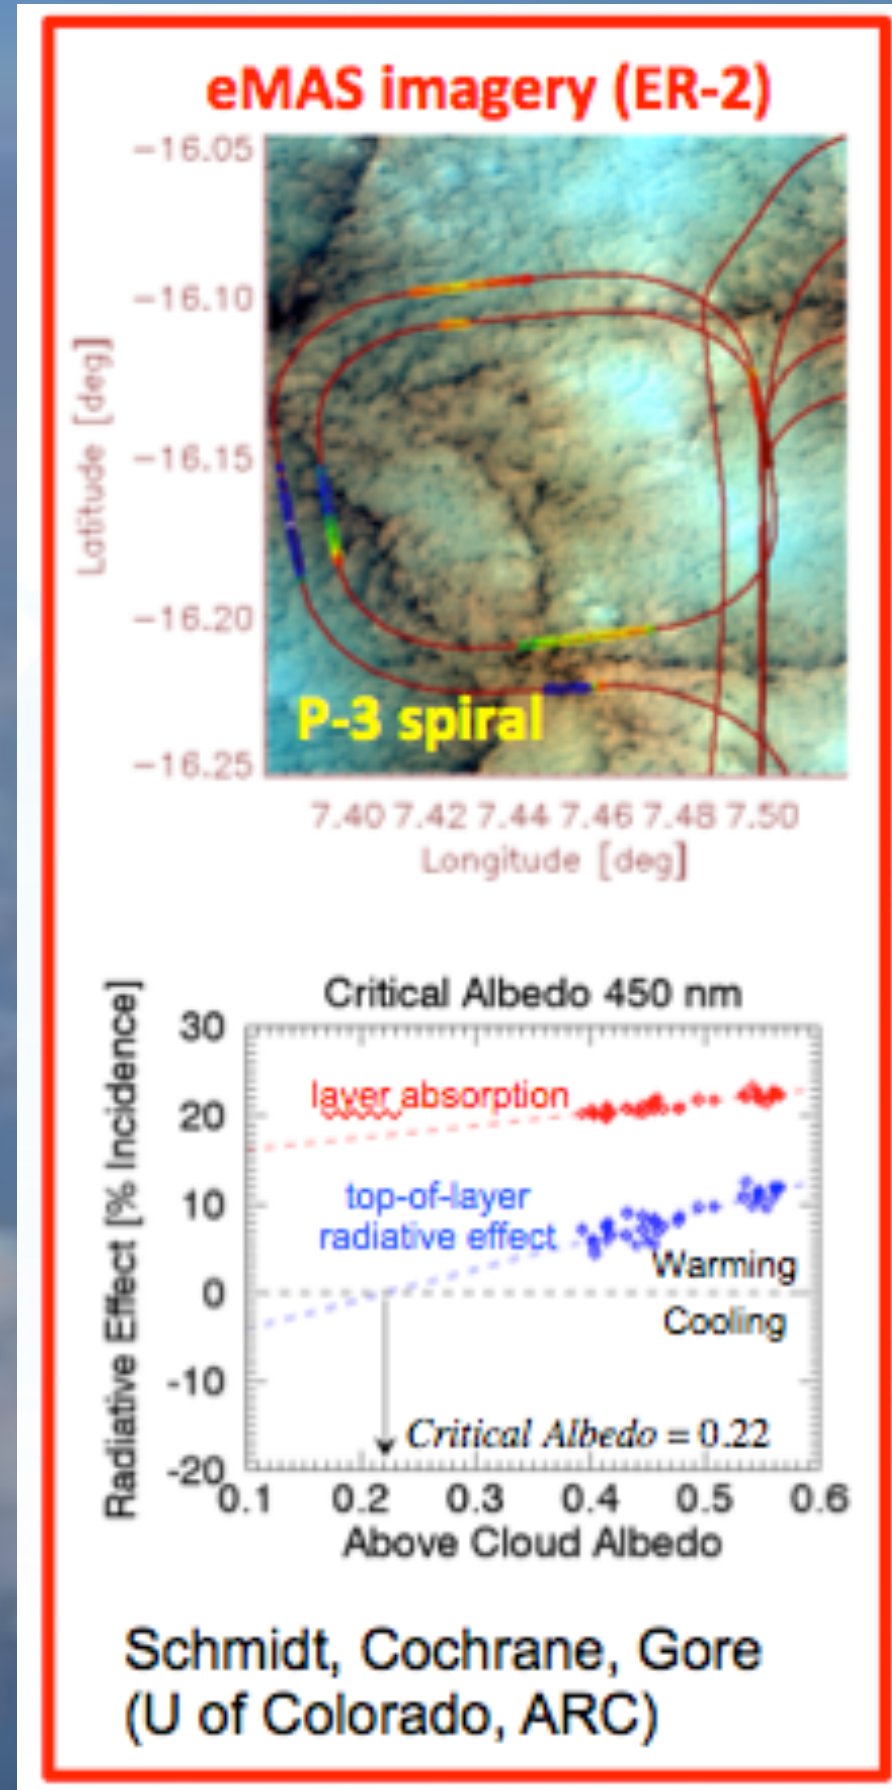 eMAS imagery (ER-2)
-16.05
-16.10
-16.15
-16.20
-16.25
Latitude [deg]
P-3 spiral
7.40 7.42 7.44 7.46 7.48 7.50
Longitude [deg]
Critical Albedo 450 nm
Radiative Effect [% Incidence]
30
20
10
0
-10
-20
layer absorption
top-of-layer
radiative effect
Warming
Cooling
Critical Albedo = 0.22
0.1 0.2 0.3 0.4 0.5 0.6
Above Cloud Albedo
Schmidt, Cochrane, Gore
(U of Colorado, ARC)